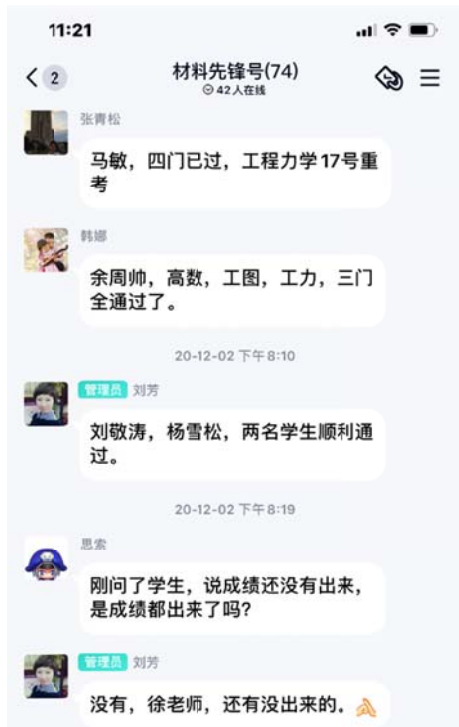 11:21
2
材料先锋号(74)
42人在线
张青松
马敏，四门已过，工程力学17号重
考
韩娜
余周帅，高数，工图，工力，三门
全通过了。
20-12-02 下午8:10
管理员 刘芳
刘敬涛，杨雪松，两名学生顺利通
过。
20-12-02 下午8:19
思索
刚问了学生，说成绩还没有出来，
是成绩都出来了吗?
管理员 刘芳
没有，徐老师，还有没出来的.